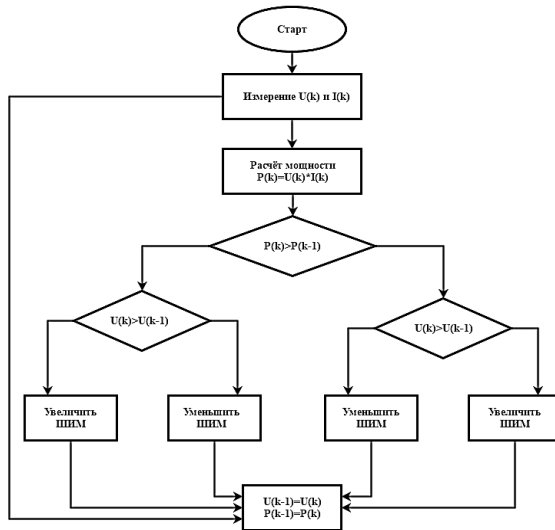 Старт
Измерение U(k) и I(k)
Расчёт мощности
P(k)=U(k)*I(k)
P(k)>P(k-1)
U(k)>U(k-1)
U(k)>U(k-1)
Увеличить
ШИМ
Уменьшить
ШИМ
Уменьшить
ШИМ
Увеличить
ШИМ
U(k-1)=U(k)
P(k-1)=P(k)